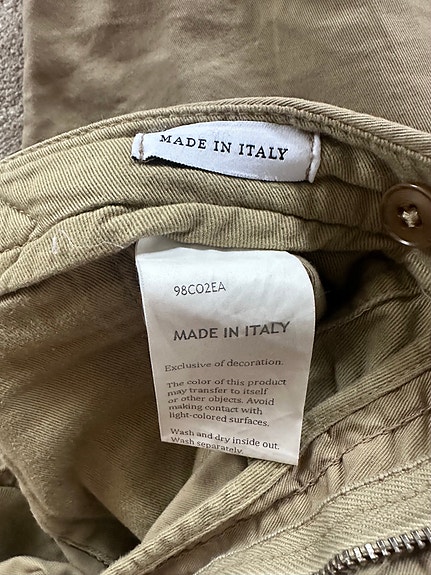 MADE IN ITALY
98C02EA
MADE IN ITALY
Exclusive of decoration.
The color of this product
may transfer to itself
or other objects. Avoid
making contact with
light-colored surfaces.
Wash and dry inside out.
Wash separately.